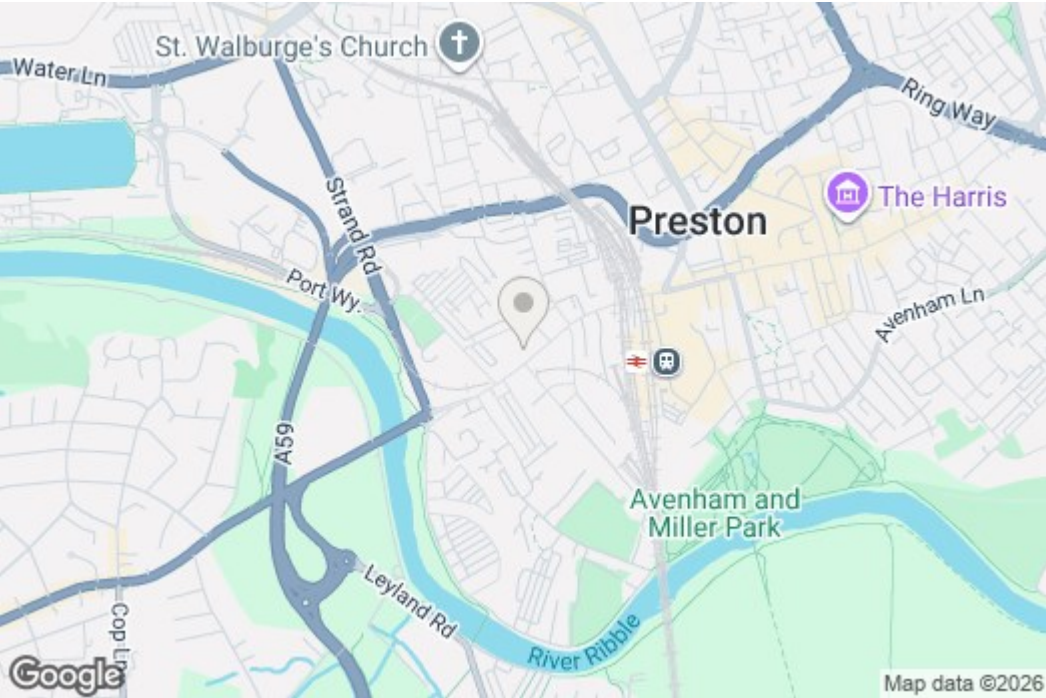 St. Walburge's Church
Water Ln
Ring Way
Strand Rd
The Harris
Preston
Port Wy.
Avenham Ln
A59
Avenham and
Miller Park
Leyland Rd
Cop Ln
River Ribble
Google
Map data ©2026